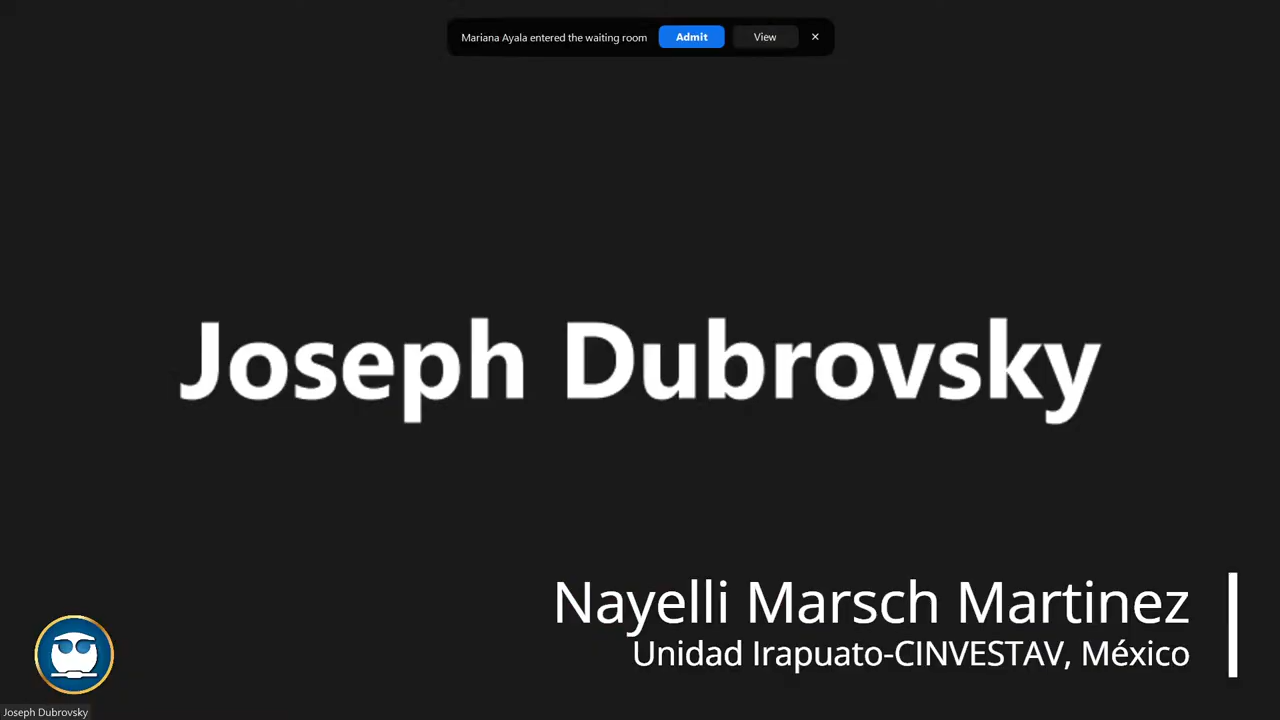 Mariana Ayala entered the waiting room Admit View
Joseph Dubrovsky
Nayelli Marsch Martinez
Unidad Irapuato-CINVESTAV, México
Joseph Dubrovsky